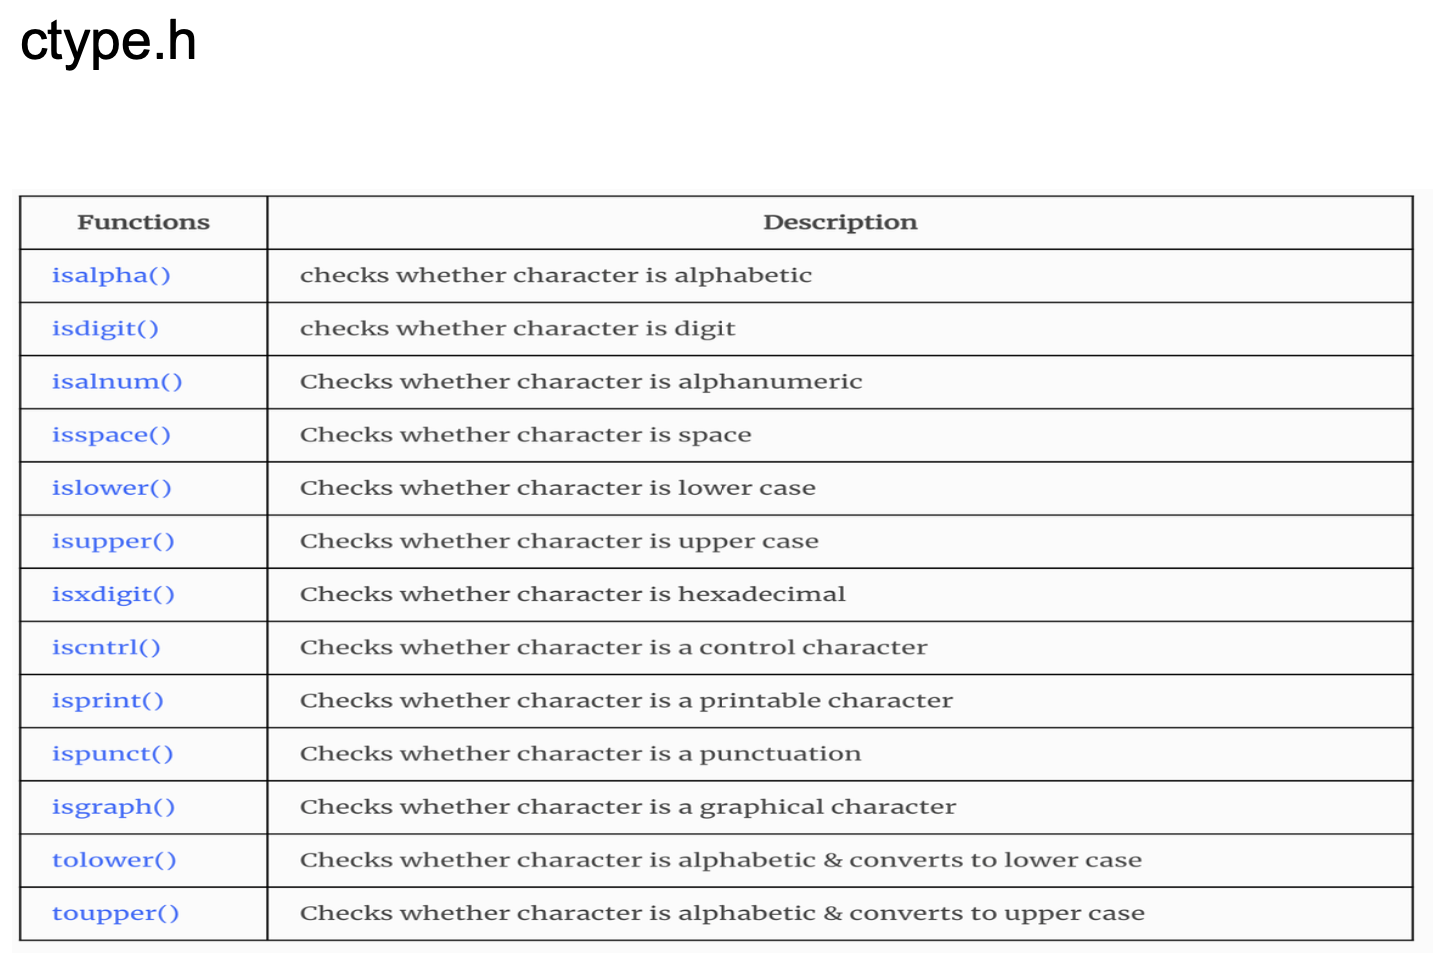 ctype.h
Functions Description
isalpha() checks whether character is alphabetic
isdigit() checks whether character is digit
isalnum() Checks whether character is alphanumeric
isspace() Checks whether character is space
islower() Checks whether character is lower case
isupper() Checks whether character is upper case
isxdigit() Checks whether character is hexadecimal
iscntrl() Checks whether character is a control character
isprint() Checks whether character is a printable character
ispunct() Checks whether character is a punctuation
isgraph() Checks whether character is a graphical character
tolower() Checks whether character is alphabetic & converts to lower case
toupper() Checks whether character is alphabetic & converts to upper case